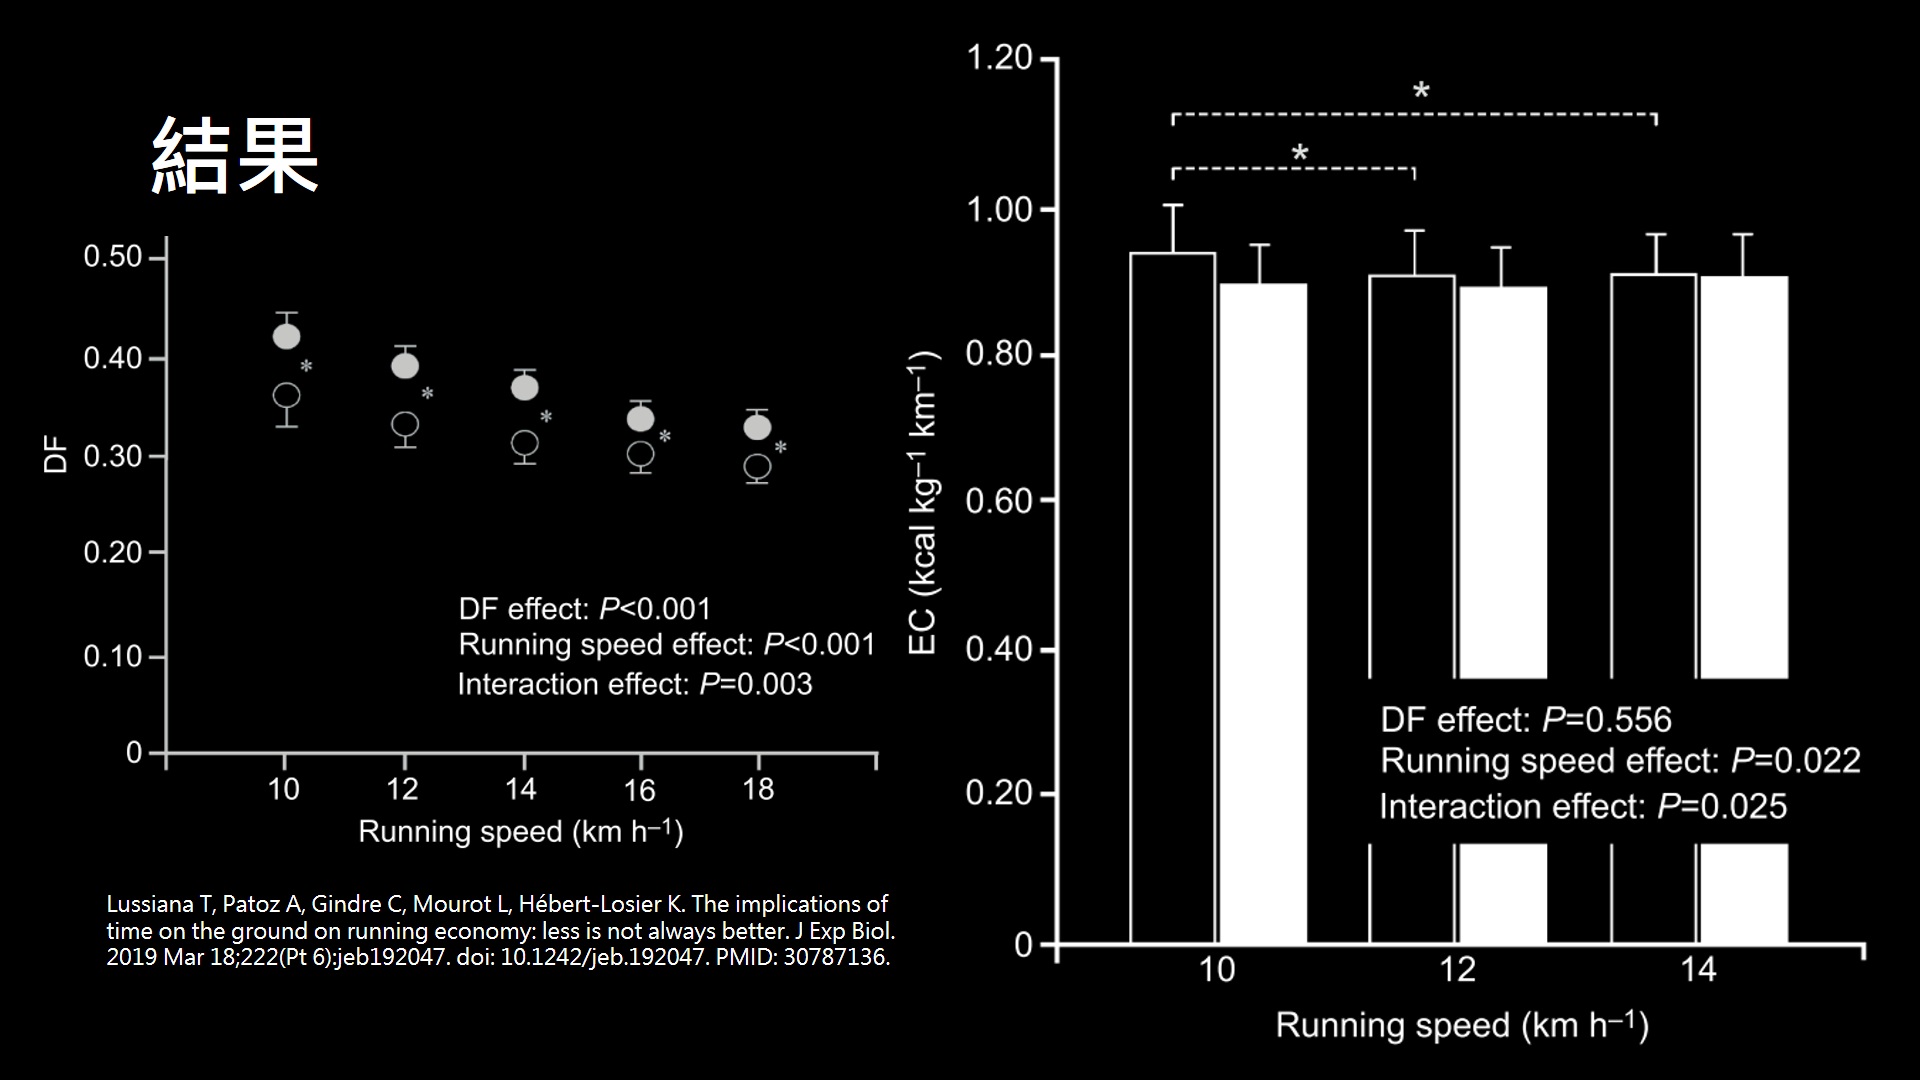 結果
0.50
0.40
0.30
0.20
0.10
0
DF
*
*
*
*
*
DF effect: P<0.001
Running speed effect: P<0.001
Interaction effect: P=0.003
10 12 14 16 18
Running speed (km h–1)
Lussiana T, Patoz A, Gindre C, Mourot L, Hébert-Losier K. The implications of
time on the ground on running economy: less is not always better. J Exp Biol.
2019 Mar 18;222(Pt 6):jeb192047. doi: 10.1242/jeb.192047. PMID: 30787136.
1.20
1.00
0.80
0.60
0.40
0.20
0
EC (kcal kg–1 km–1)
*
*
DF effect: P=0.556
Running speed effect: P=0.022
Interaction effect: P=0.025
10 12 14
Running speed (km h–1)